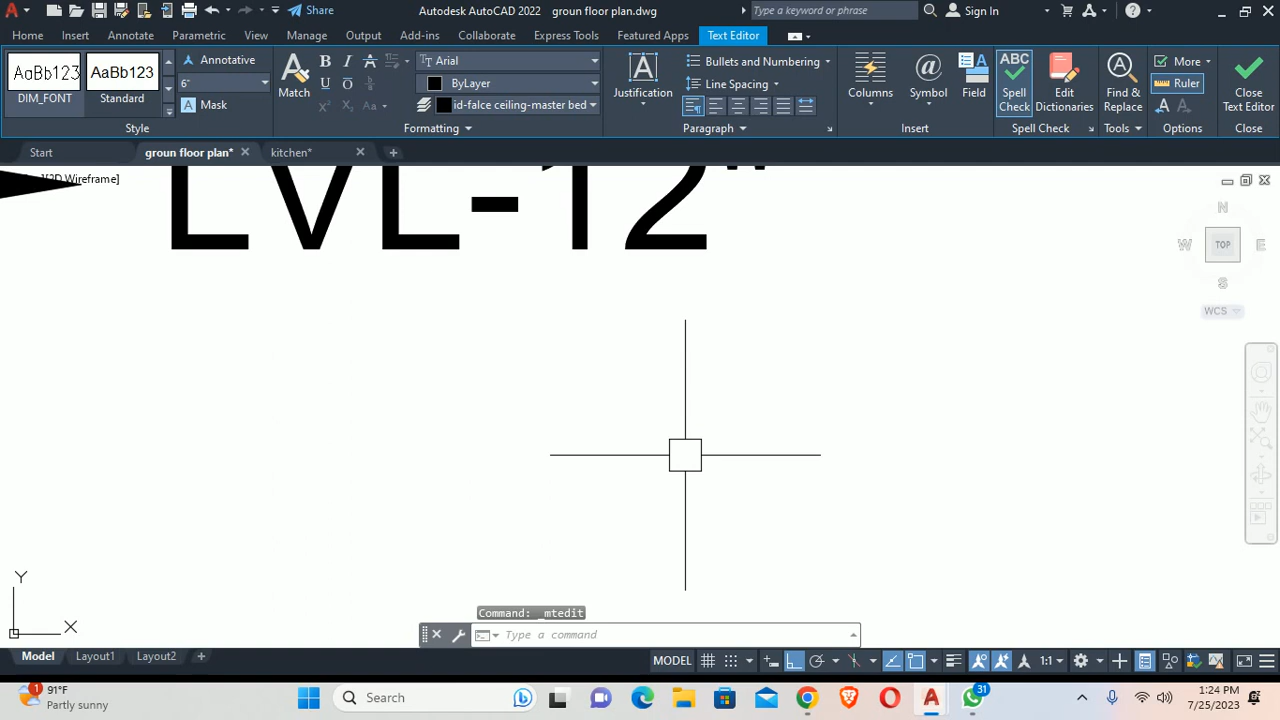 Share
Autodesk AutoCAD 2022 groun floor plan.dwg
Type a keyword or phrase
Sign In
Home Insert Annotate Parametric View Manage Output Add-ins Collaborate Express Tools Featured Apps Text Editor
AaBb123 AaBb123
DIM_FONT Standard
Annotative
6"
Mask
Style
Match
B I A
U O
Aa
Arial
ByLayer
id-falce-ceiling-master bed
Formatting
Justification
Bullets and Numbering
Line Spacing
Paragraph
Columns
Symbol
Field
Insert
ABC
Spell Check
Edit Dictionaries
Spell Check
Find & Replace
Tools
More
Ruler
Options
Close Text Editor
Close
Start groun floor plan* kitchen*
2D Wireframe]
LVL-12"
N
W TOP E
S
WCS
Y
X
Command: _mtedit
Type a command
Model Layout1 Layout2
MODEL
1:1
1
91°F
Partly sunny
Search
31
1:24 PM
7/25/2023